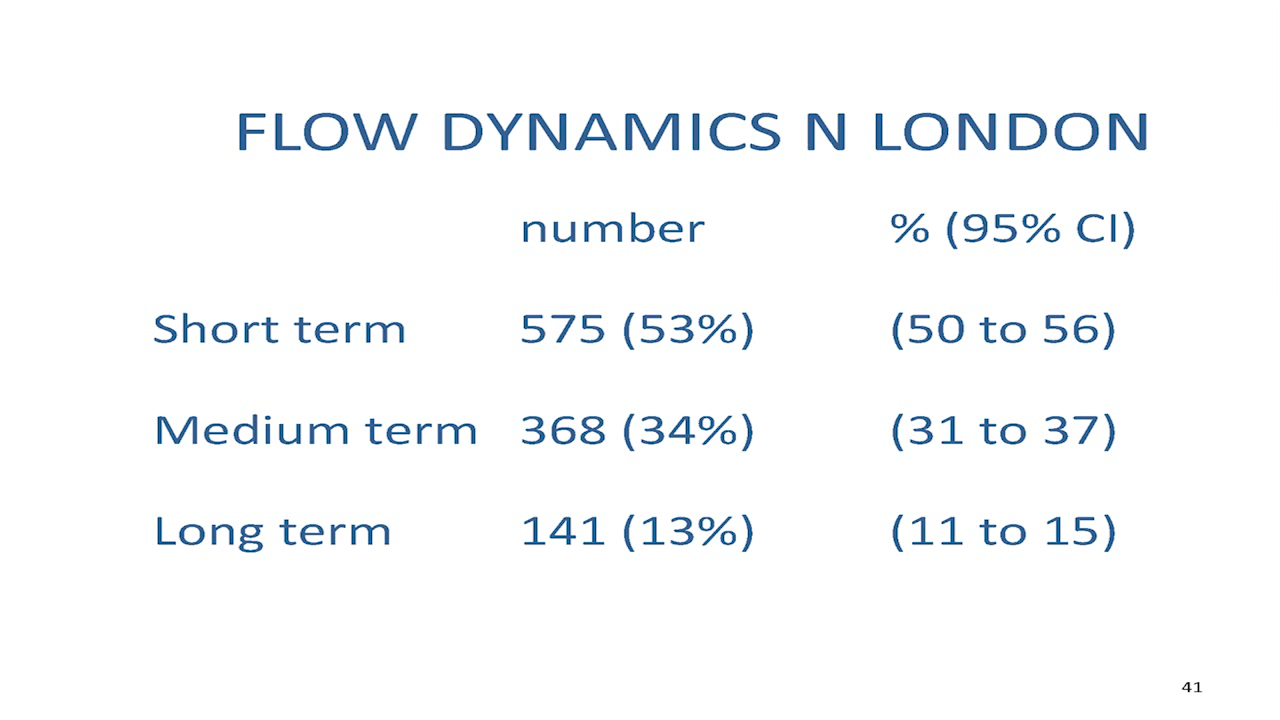 FLOW DYNAMICS N LONDON
number % (95% CI)
Short term 575 (53%) (50 to 56)
Medium term 368 (34%) (31 to 37)
Long term 141 (13%) (11 to 15)
41